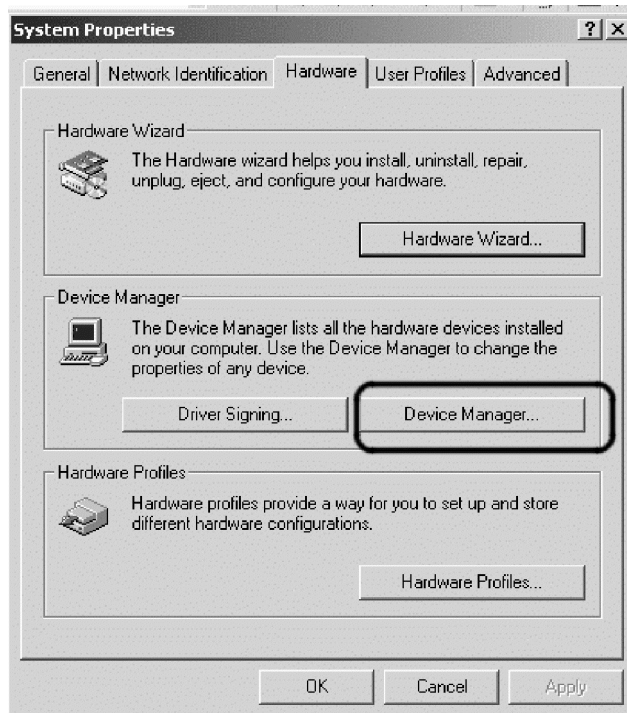 System Properties
General Network Identification Hardware User Profiles Advanced
Hardware Wizard
The Hardware wizard helps you install, uninstall, repair,
unplug, eject, and configure your hardware.
Hardware Wizard...
Device Manager
The Device Manager lists all the hardware devices installed
on your computer. Use the Device Manager to change the
properties of any device.
Driver Signing... Device Manager...
Hardware Profiles
Hardware profiles provide a way for you to set up and store
different hardware configurations.
Hardware Profiles...
OK Cancel Apply